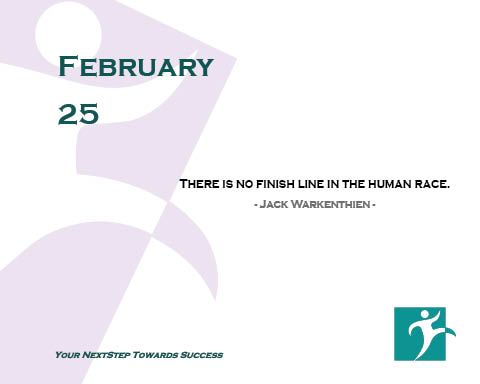 February
25
There is no finish line in the human race.
- Jack Warkenthien -
Your NextStep Towards Success